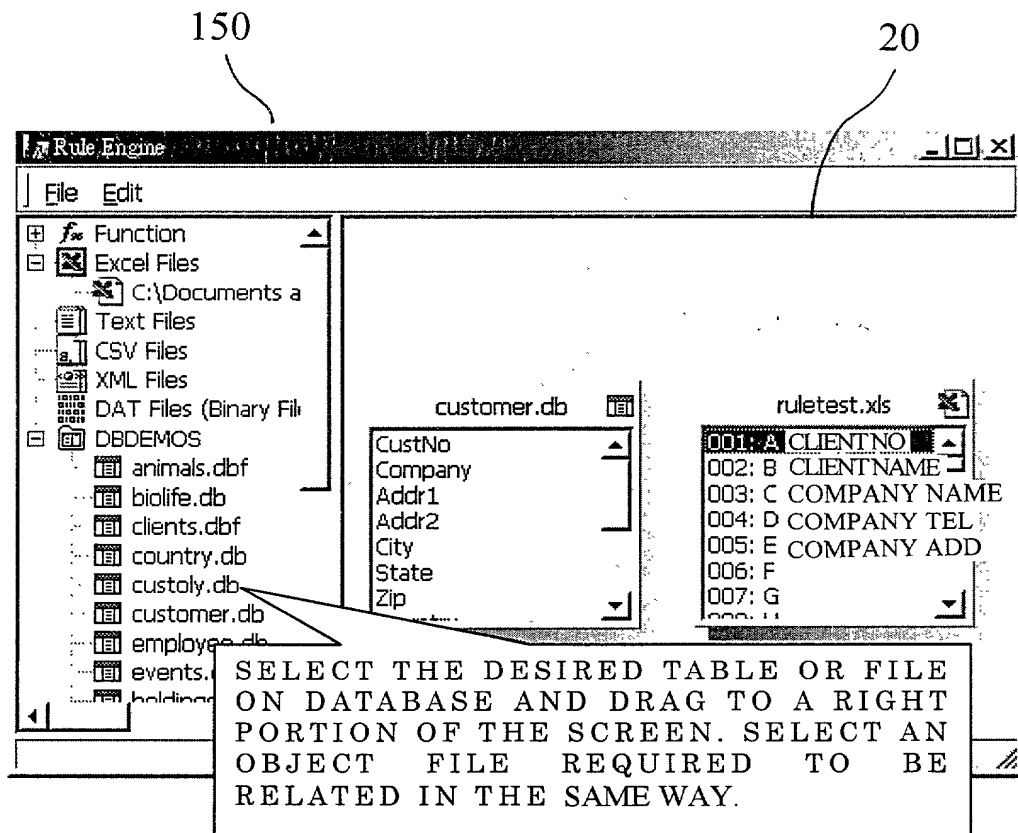 150
20
Rule Engine
File Edit
Function
Excel Files
C:\Documents a
Text Files
CSV Files
XML Files
DAT Files (Binary Fil
DBDEMOS
animals.dbf
biolife.db
clients.dbf
country.db
custoly.db
customer.db
employee.db
events.
holdings
customer.db
CustNo
Company
Addr1
Addr2
City
State
Zip
ruletest.xls
001: A CLIENT NO
002: B CLIENT NAME
003: C COMPANY NAME
004: D COMPANY TEL
005: E COMPANY ADD
006: F
007: G
SELECT THE DESIRED TABLE OR FILE
ON DATABASE AND DRAG TO A RIGHT
PORTION OF THE SCREEN. SELECT AN
OBJECT FILE REQUIRED TO BE
RELATED IN THE SAME WAY.